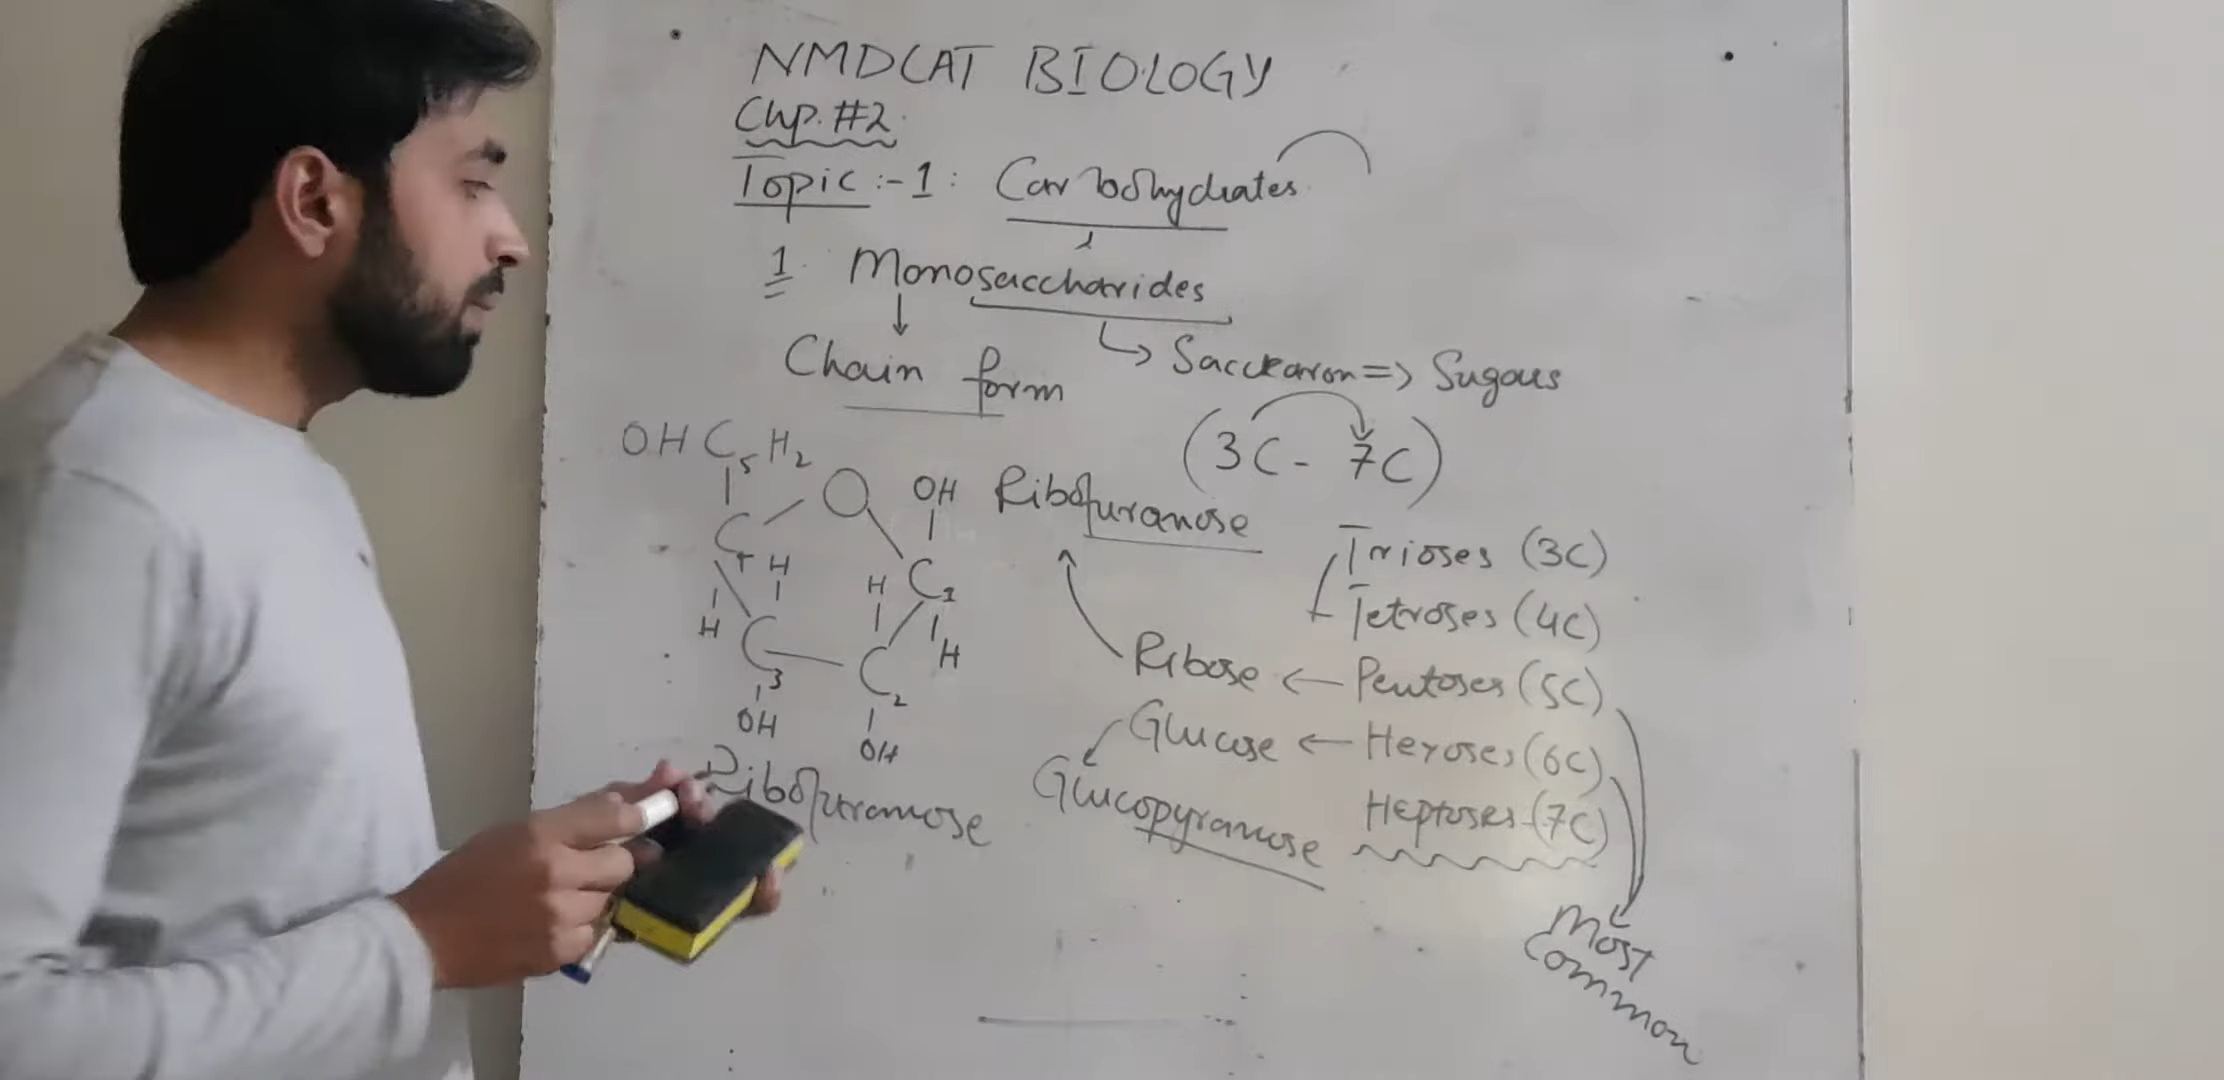 NMDCAT BIOLOGY
Chp. #2
Topic :- 1 : Carbohydrates
1. Monosaccharides
Chain form
Saccharon => Sugars
(3C - 7C)
OH C5 H2
O
OH
C4
H
H
H
C1
H
C3
C2
OH
OH
Ribofuranose
Ribofuranose
Trioses (3C)
Tetroses (4C)
Ribose ← Pentoses (5C)
Glucose ← Hexoses (6C)
Glucopyranose
Heptoses (7C)
Most
Common